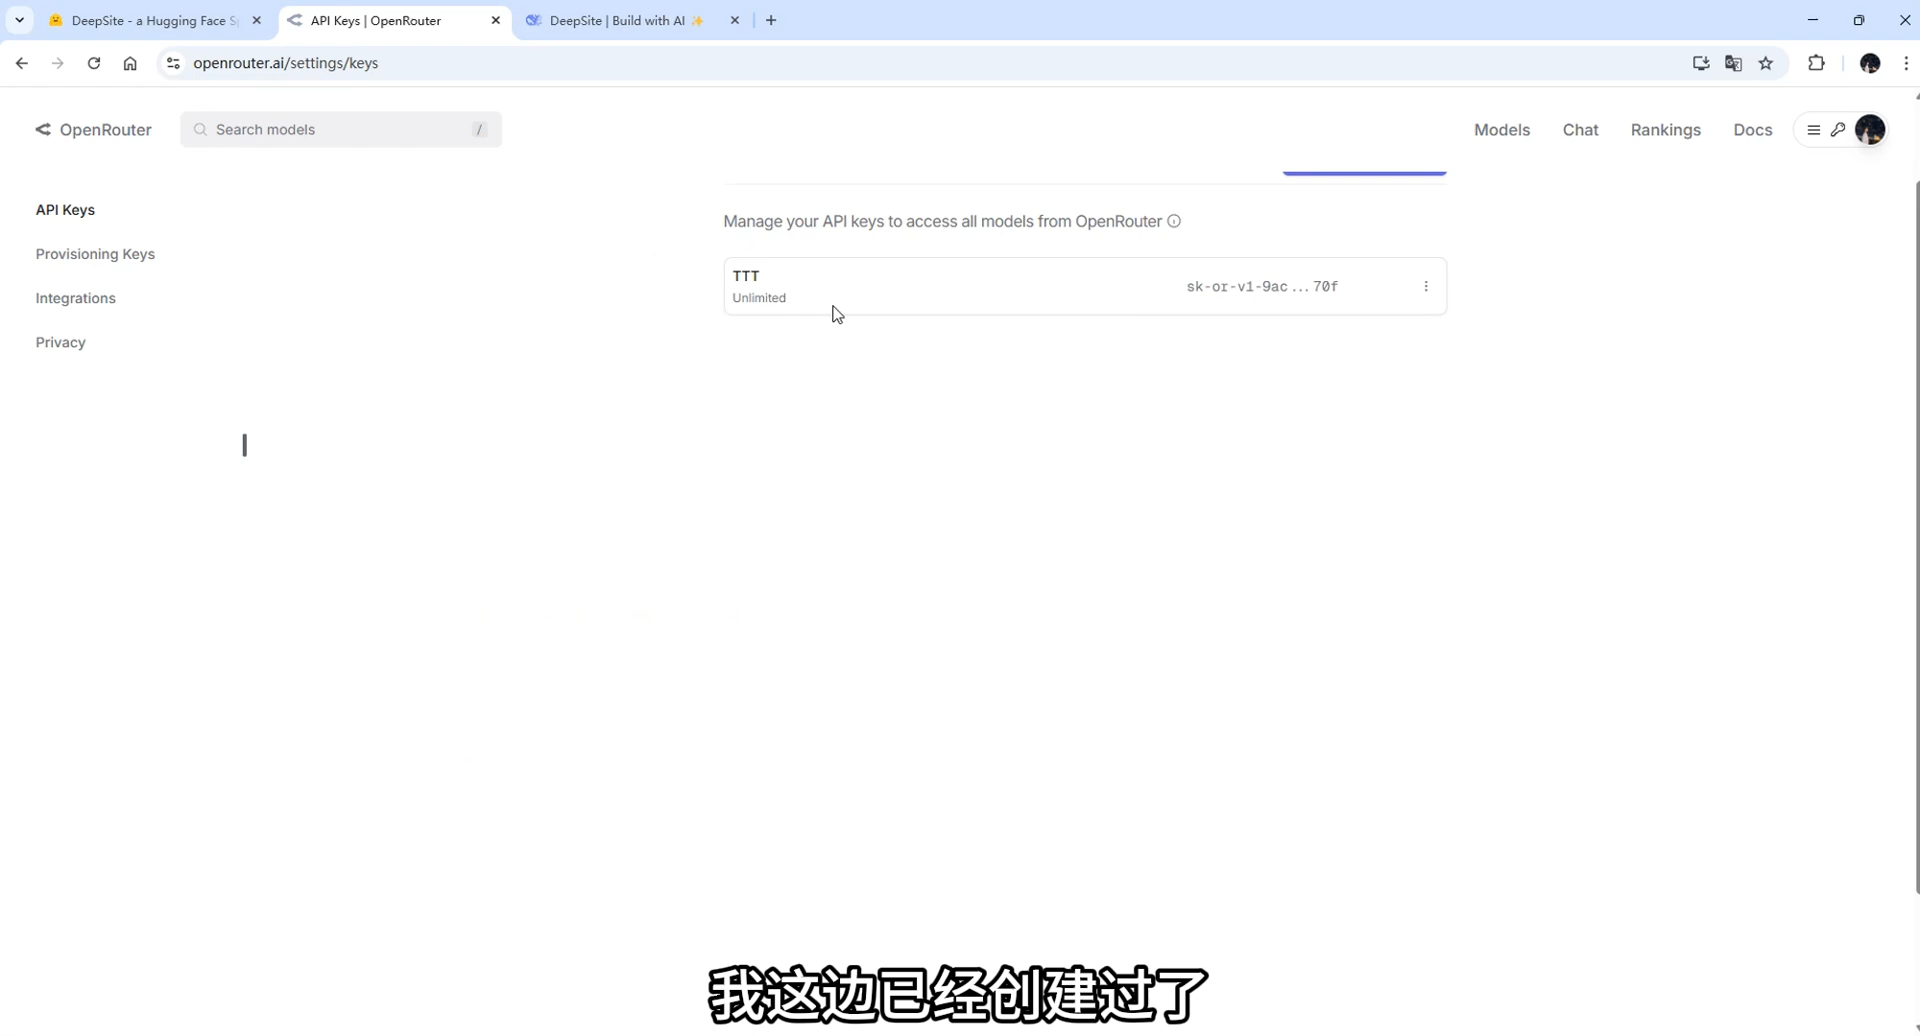 DeepSite - a Hugging Face S
API Keys | OpenRouter
DeepSite | Build with AI ✨
openrouter.ai/settings/keys
OpenRouter
Search models
/
Models
Chat
Rankings
Docs
API Keys
Provisioning Keys
Integrations
Privacy
Manage your API keys to access all models from OpenRouter
TTT
Unlimited
sk-or-v1-9ac...70f
我这边已经创建过了